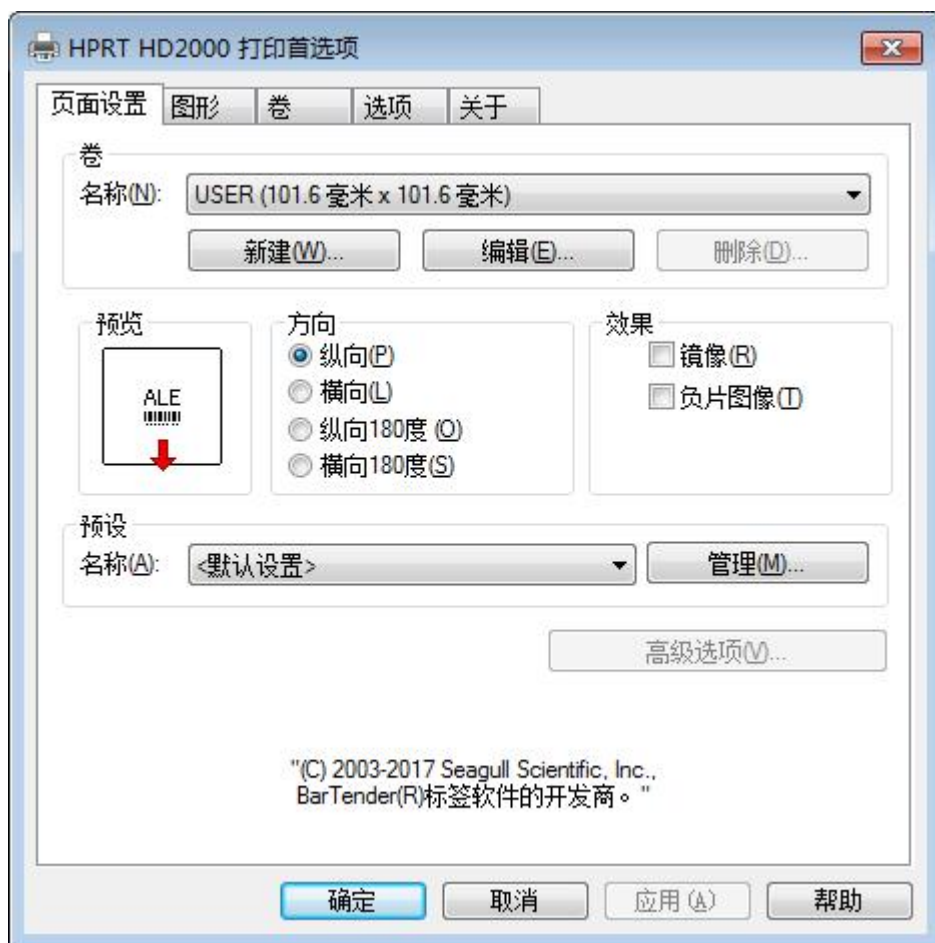 HPRT HD2000 打印首选项
页面设置 图形 卷 选项 关于
卷
名称(N): USER (101.6 毫米 x 101.6 毫米)
新建(W)... 编辑(E)... 删除(D)...
预览 方向 效果
纵向(P) 镜像(R)
ALE 横向(L) 负片图像(T)
纵向180度 (O)
横向180度(S)
预设
名称(A): <默认设置> 管理(M)...
高级选项(V)...
"(C) 2003-2017 Seagull Scientific, Inc.,
BarTender(R)标签软件的开发商。"
确定 取消 应用(A) 帮助